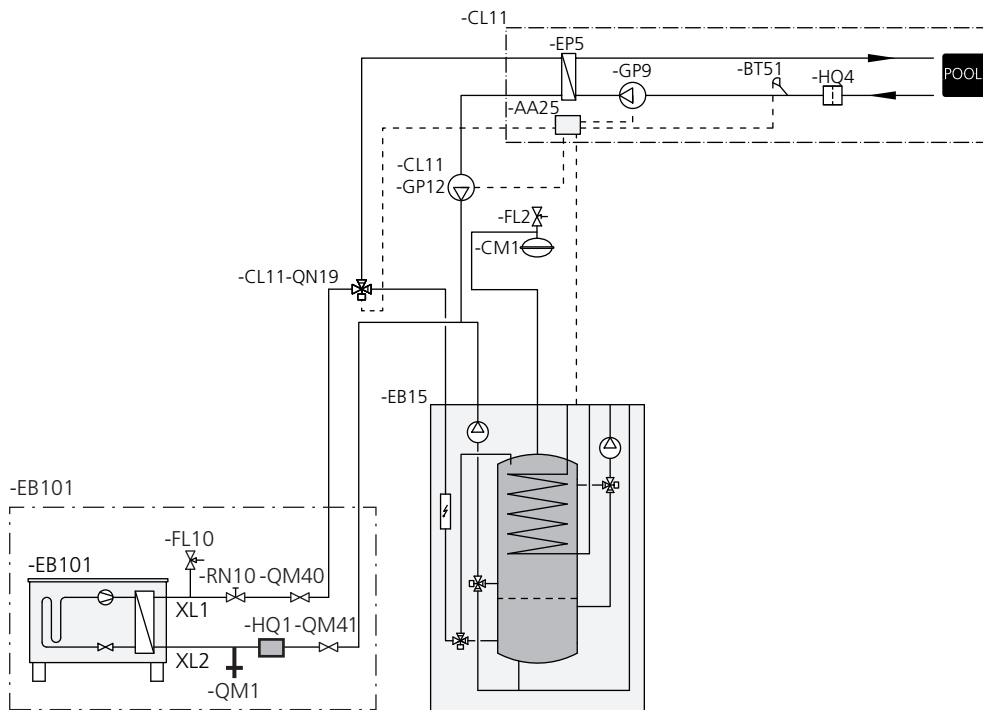 -CL11
-EP5
-GP9
-BT51
-HQ4
POOL
-AA25
-CL11
-GP12
-FL2
-CM1
-CL11-QN19
-EB15
-EB101
-FL10
-EB101
-RN10 -QM40
XL1
-HQ1 -QM41
XL2
-QM1